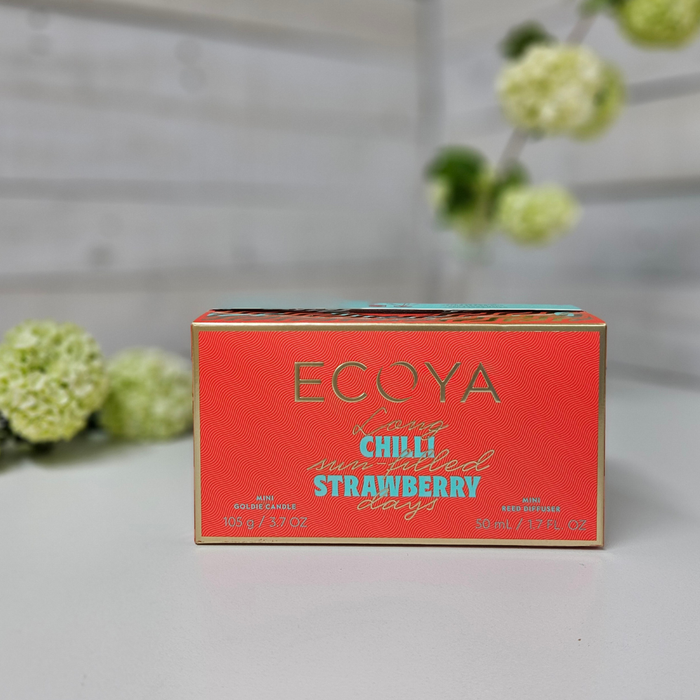 ECOYA
Long
CHILLI
sun-filled
STRAWBERRY
days
MINI
GOLDIE CANDLE
105 g / 3.7 OZ
MINI
REED DIFFUSER
50 mL / 1.7 FL OZ